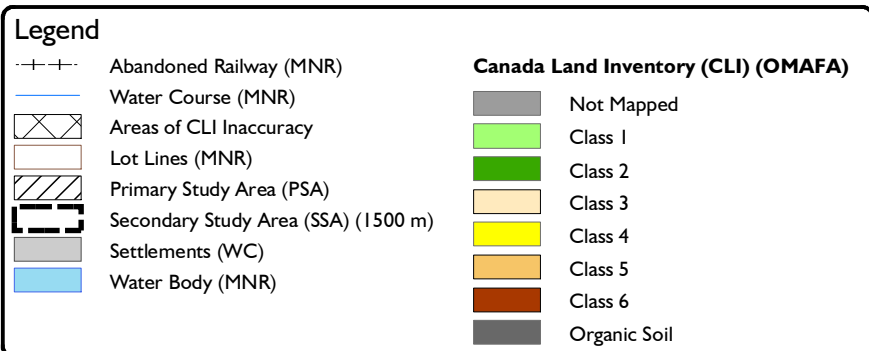 Legend
Abandoned Railway (MNR)
Water Course (MNR)
Areas of CLI Inaccuracy
Lot Lines (MNR)
Primary Study Area (PSA)
Secondary Study Area (SSA) (1500 m)
Settlements (WC)
Water Body (MNR)
Canada Land Inventory (CLI) (OMAFA)
Not Mapped
Class 1
Class 2
Class 3
Class 4
Class 5
Class 6
Organic Soil